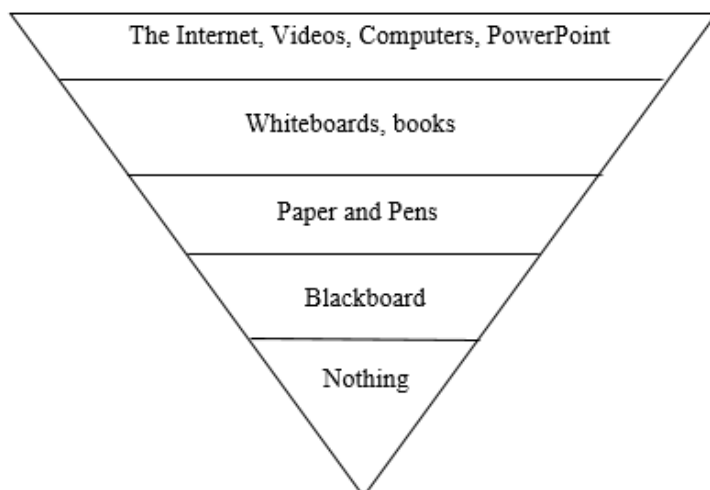 The Internet, Videos, Computers, PowerPoint
Whiteboards, books
Paper and Pens
Blackboard
Nothing